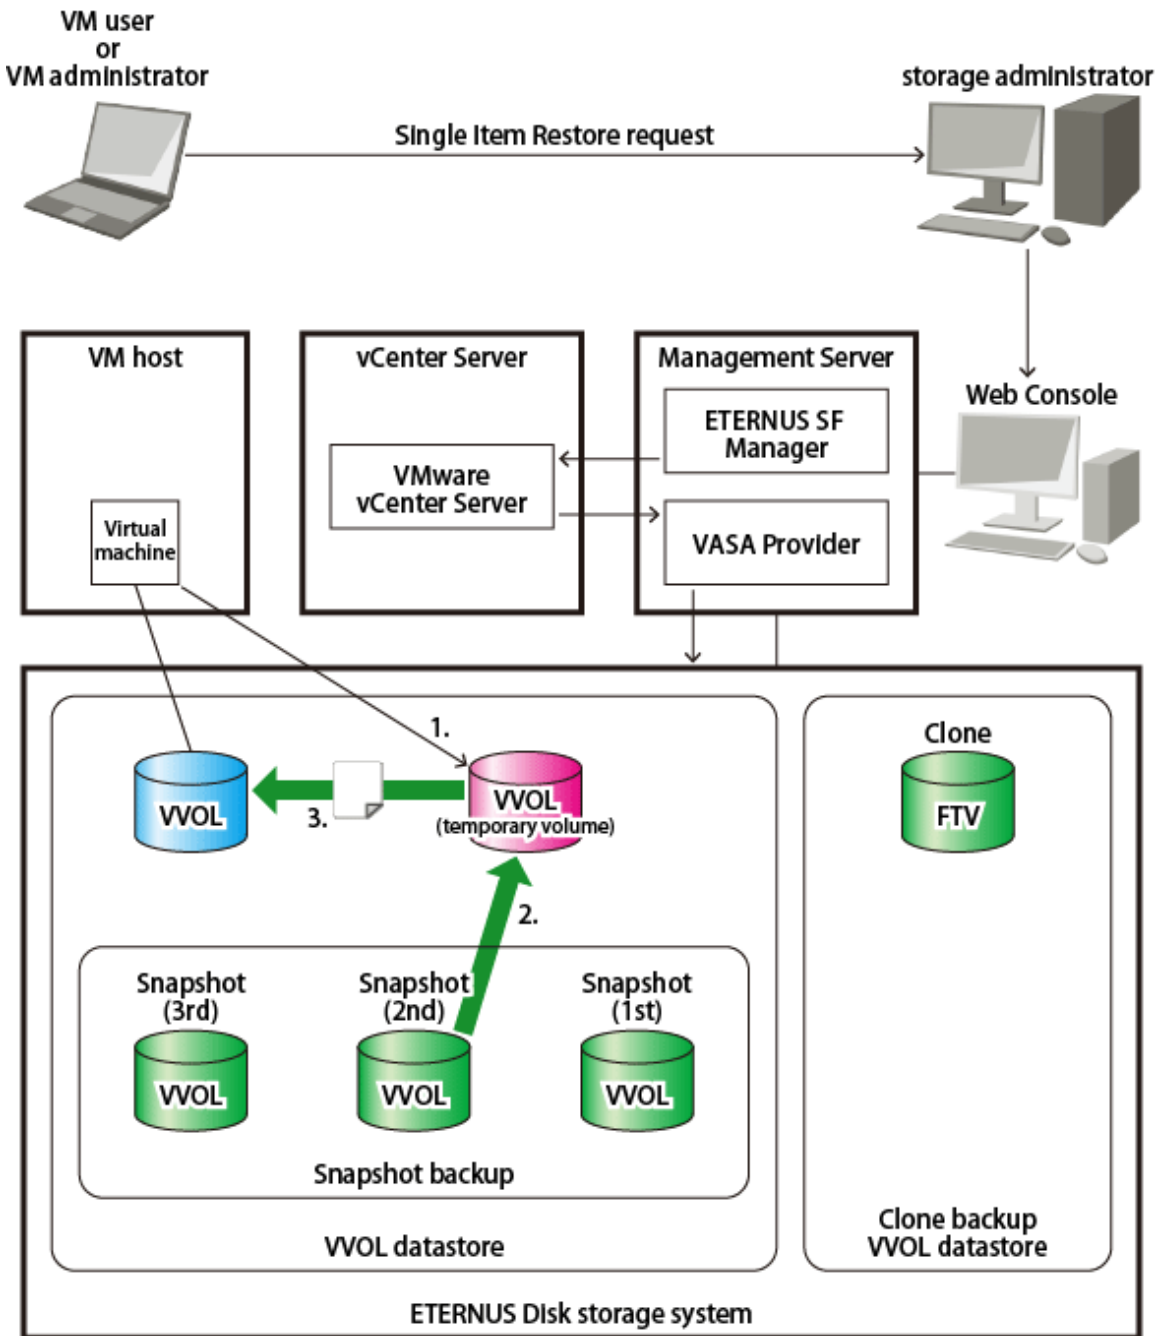 VM user
or
VM administrator
storage administrator
Single Item Restore request
VM host
vCenter Server
Management Server
Web Console
ETERNUS SF
Manager
VMware
vCenter Server
Virtual
machine
VASA Provider
1.
Clone
VVOL
3.
VVOL
(temporary volume)
FTV
2.
Snapshot
(3rd)
Snapshot
(2nd)
Snapshot
(1st)
VVOL
VVOL
VVOL
Snapshot backup
VVOL datastore
Clone backup
VVOL datastore
ETERNUS Disk storage system